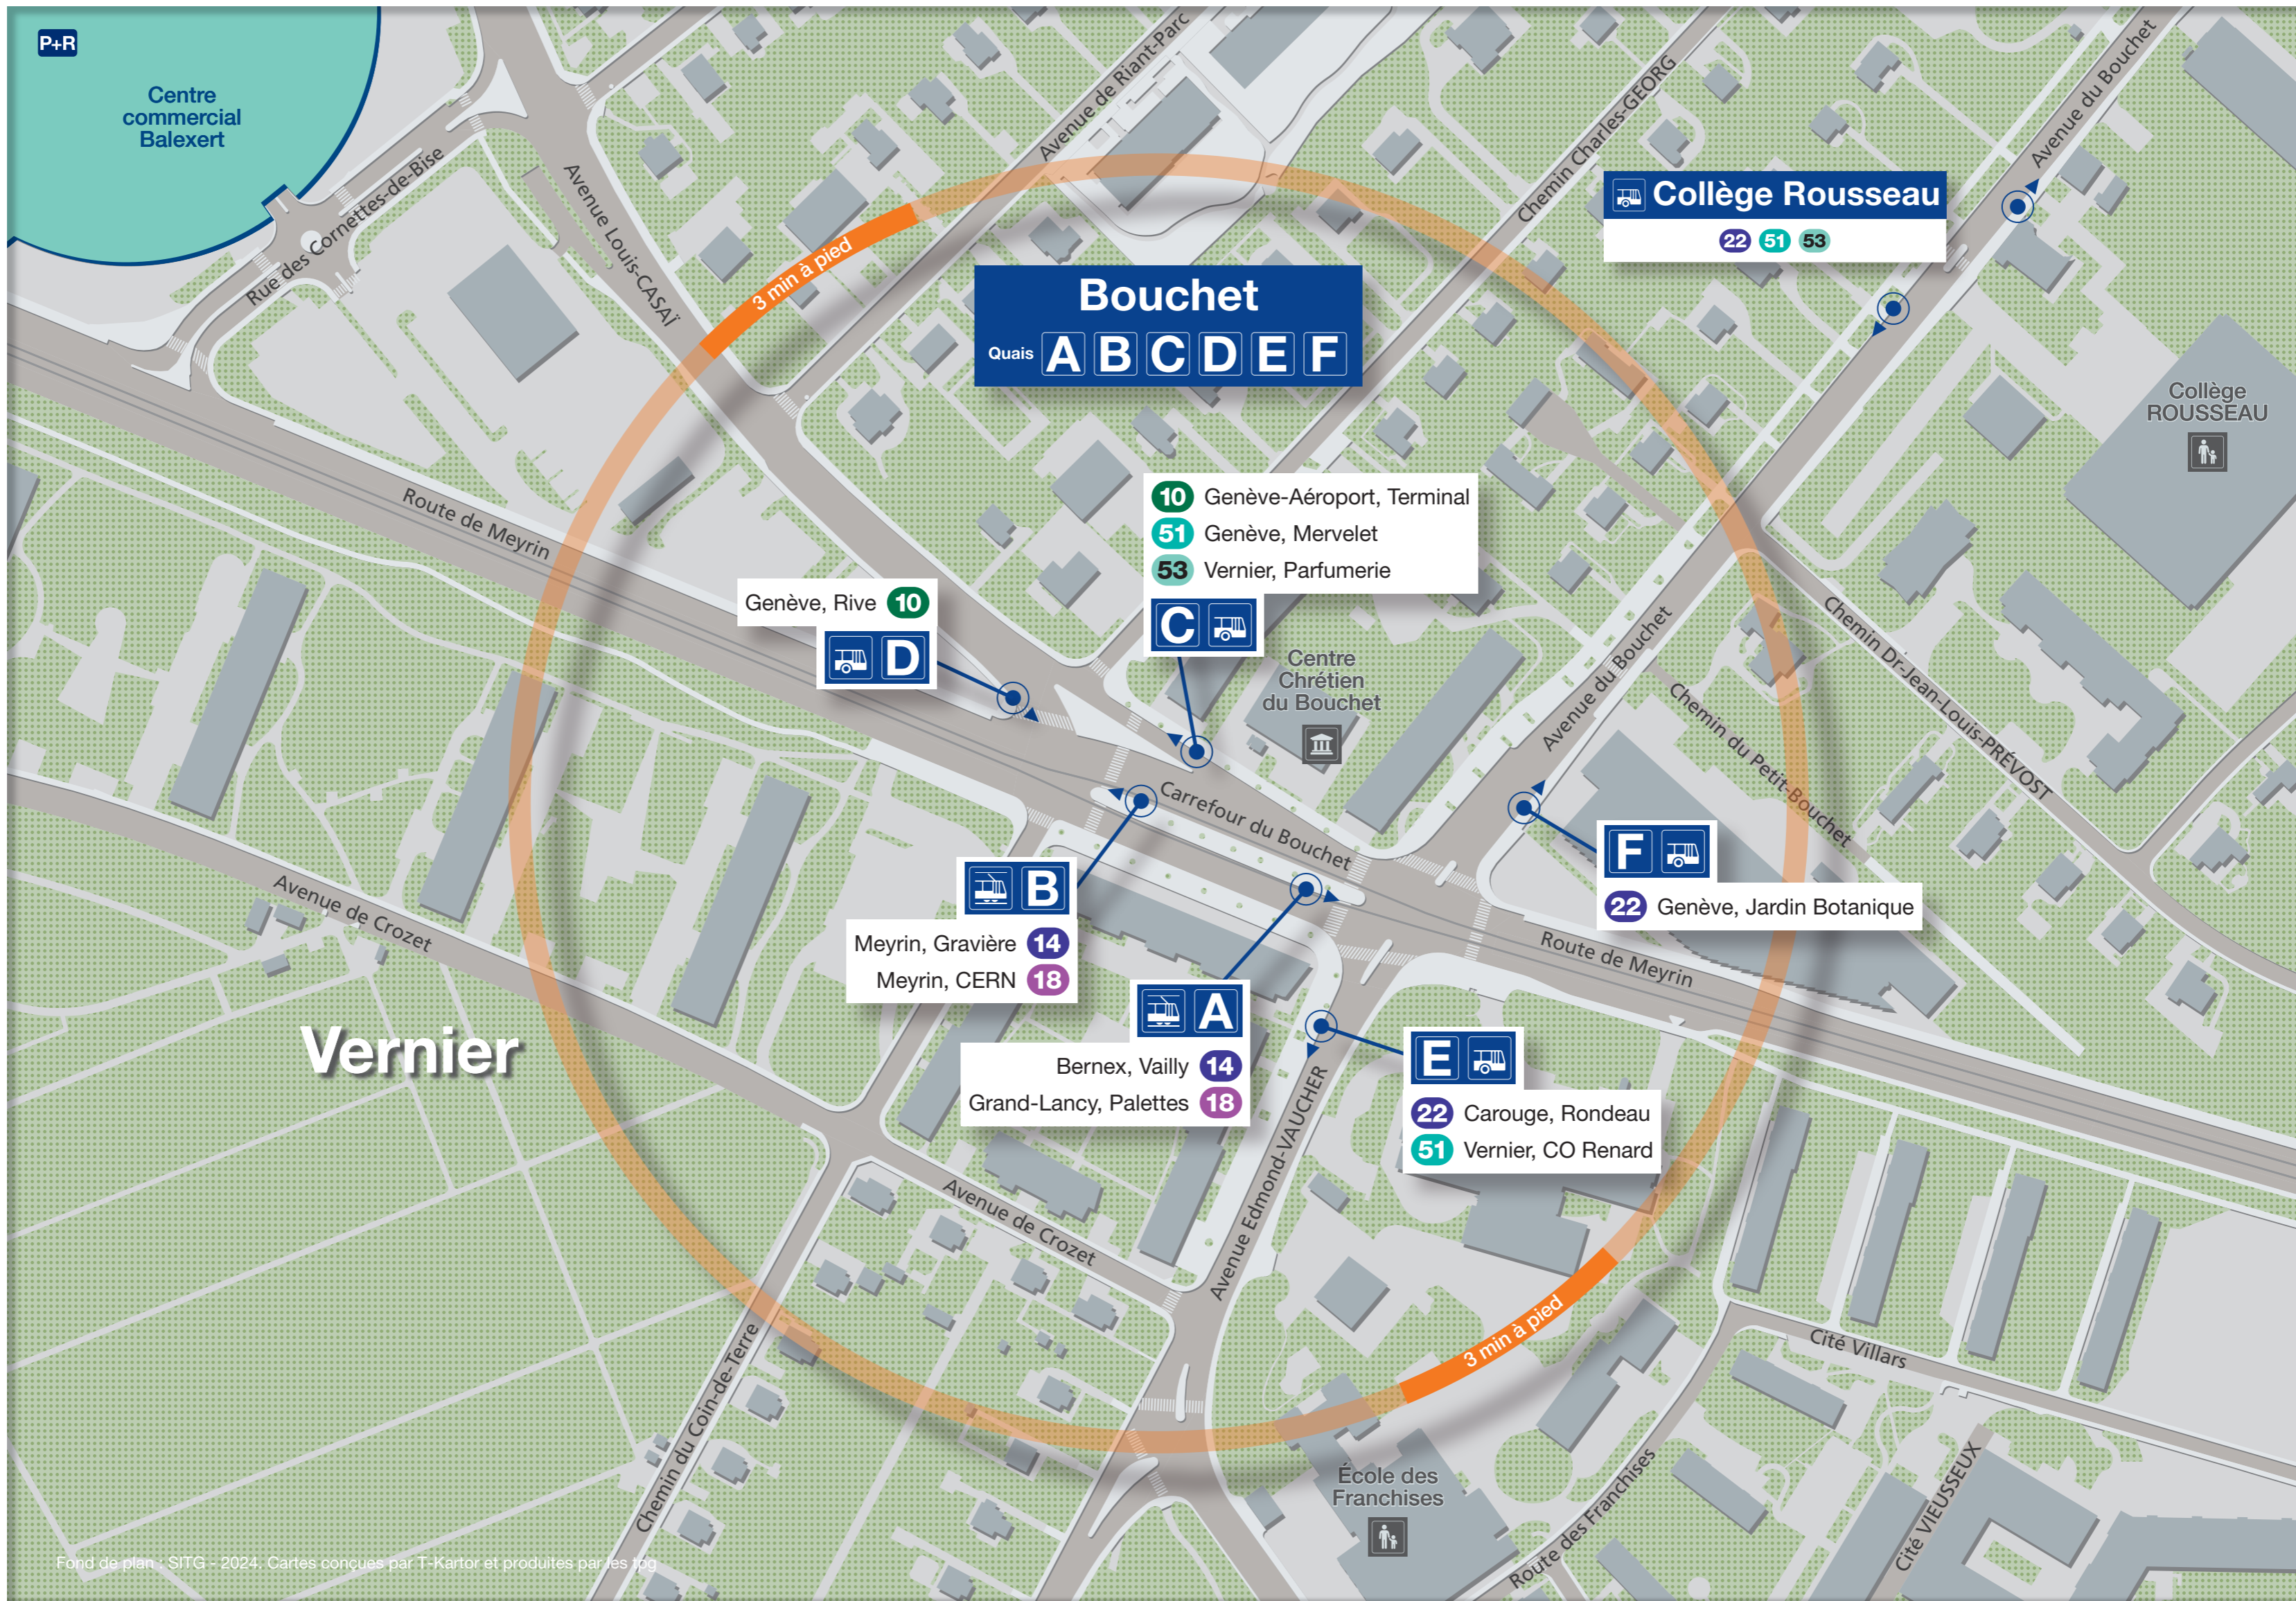 P+R
Centre
commercial
Balexert
Rue des Cornettes-de-Bise
Avenue Louis-CASAÏ
Avenue de Riant-Parc
Chemin Charles-GEORG
Avenue du Bouchet
Collège Rousseau
22 51 53
3 min à pied
Bouchet
Quais A B C D E F
Collège
ROUSSEAU
Route de Meyrin
10 Genève-Aéroport, Terminal
51 Genève, Mervelet
53 Vernier, Parfumerie
C
Genève, Rive 10
D
Centre
Chrétien
du Bouchet
Avenue du Bouchet
Chemin Dr-Jean-Louis-PRÉVOST
Chemin du Petit-Bouchet
Carrefour du Bouchet
F
22 Genève, Jardin Botanique
B
Meyrin, Gravière 14
Meyrin, CERN 18
Avenue de Crozet
Route de Meyrin
A
Bernex, Vailly 14
Grand-Lancy, Palettes 18
E
22 Carouge, Rondeau
51 Vernier, CO Renard
Vernier
Avenue Edmond-VAUCHER
Avenue de Crozet
3 min à pied
Cité Villars
Chemin du Coin-de-Terre
École des
Franchises
Route des Franchises
Cité VIEUSSEUX
Fond de plan : SITG - 2024. Cartes conçues par T-Kartor et produites par les tpg